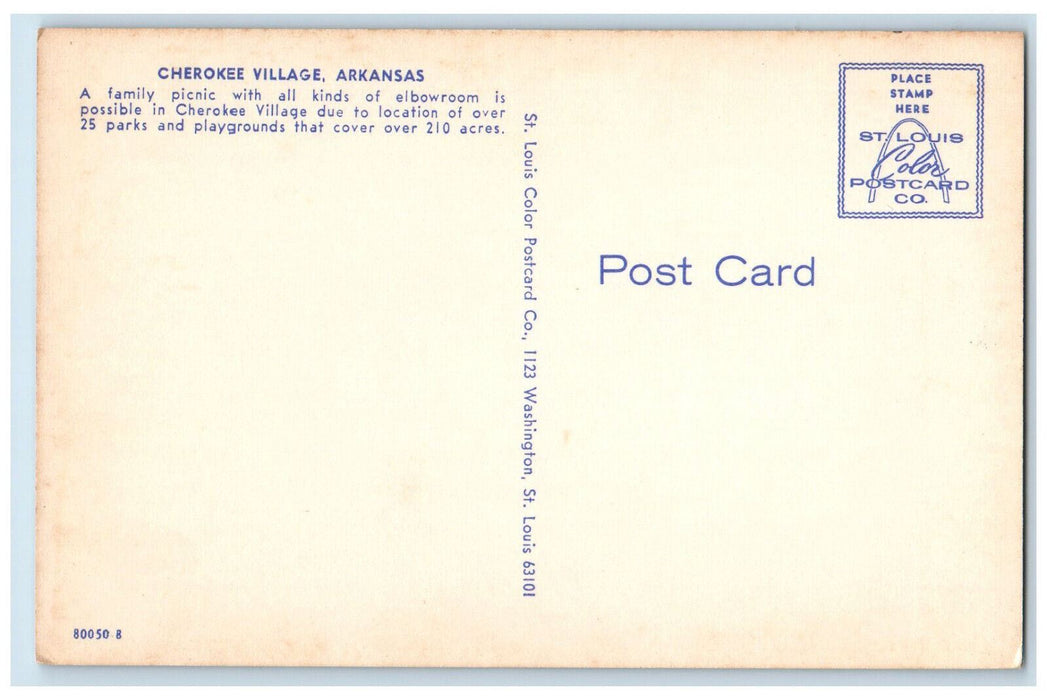 CHEROKEE VILLAGE, ARKANSAS
A family picnic with all kinds of elbowroom is
possible in Cherokee Village due to location of over
25 parks and playgrounds that cover over 210 acres.
St. Louis Color Postcard Co., 1123 Washington, St. Louis 63101
PLACE
STAMP
HERE
ST. LOUIS
Color
POSTCARD
CO.
Post Card
80050 B